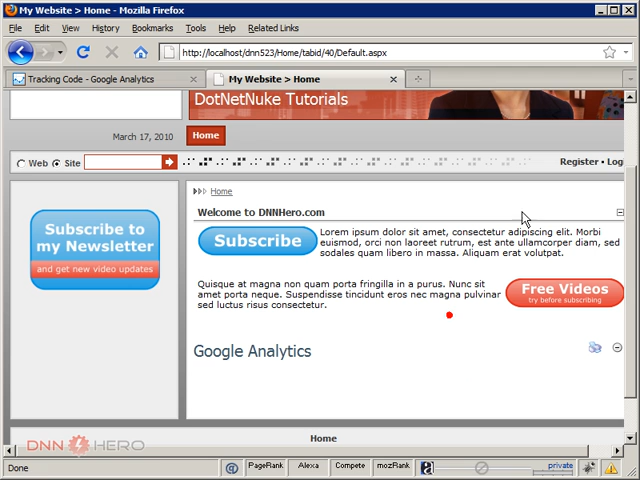 My Website > Home - Mozilla Firefox
File Edit View History Bookmarks Tools Help Related Links
http://localhost/dnn523/Home/tabid/40/Default.aspx
Tracking Code - Google Analytics
My Website > Home
DotNetNuke Tutorials
March 17, 2010
Home
Web Site
Register • Log
Home
Subscribe to
my Newsletter
and get new video updates
Welcome to DNNHero.com
Subscribe
Lorem ipsum dolor sit amet, consectetur adipiscing elit. Morbi
euismod, orci non laoreet rutrum, est ante ullamcorper diam, sed
sodales quam libero in massa. Aliquam erat volutpat.
Quisque at magna non quam porta fringilla in a purus. Nunc sit
amet porta neque. Suspendisse tincidunt eros nec magna pulvinar
sed luctus risus consectetur.
Free Videos
try before subscribing
Google Analytics
DNN HERO
Home
Done
PageRank
Alexa
Compete
mozRank
a
private